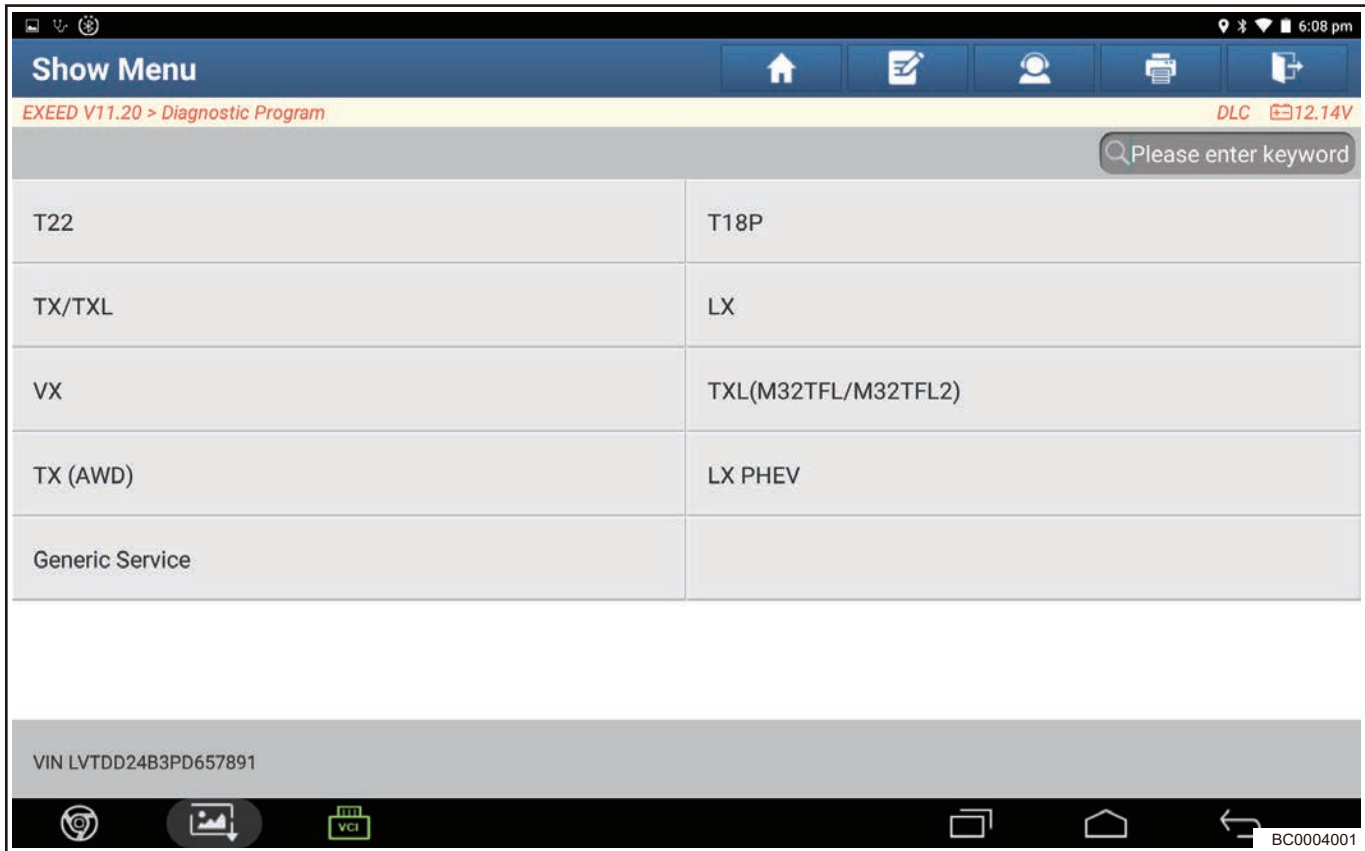 6:08 pm
Show Menu
EXEED V11.20 > Diagnostic Program
DLC 12.14V
Please enter keyword
T22
T18P
TX/TXL
LX
VX
TXL(M32TFL/M32TFL2)
TX (AWD)
LX PHEV
Generic Service
VIN LVTDD24B3PD657891
VCI
BC0004001